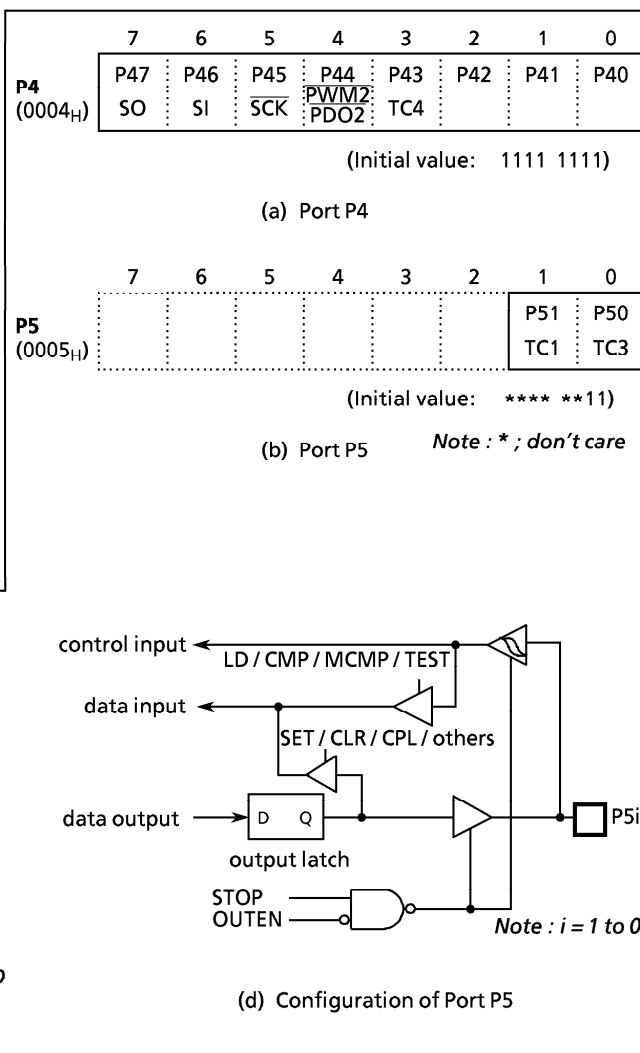 7 6 5 4 3 2 1 0
P4 P47 P46 P45 P44 P43 P42 P41 P40
(0004H) SO SI SCK PWM2 TC4
PDO2
(Initial value: 1111 1111)
(a) Port P4
7 6 5 4 3 2 1 0
P5 P51 P50
(0005H) TC1 TC3
(Initial value: **** **11)
(b) Port P5 Note : * ; don't care
control input
LD / CMP / MCMP / TEST
data input
SET / CLR / CPL / others
data output D Q P5i
output latch
STOP
OUTEN
Note : i = 1 to 0
(d) Configuration of Port P5